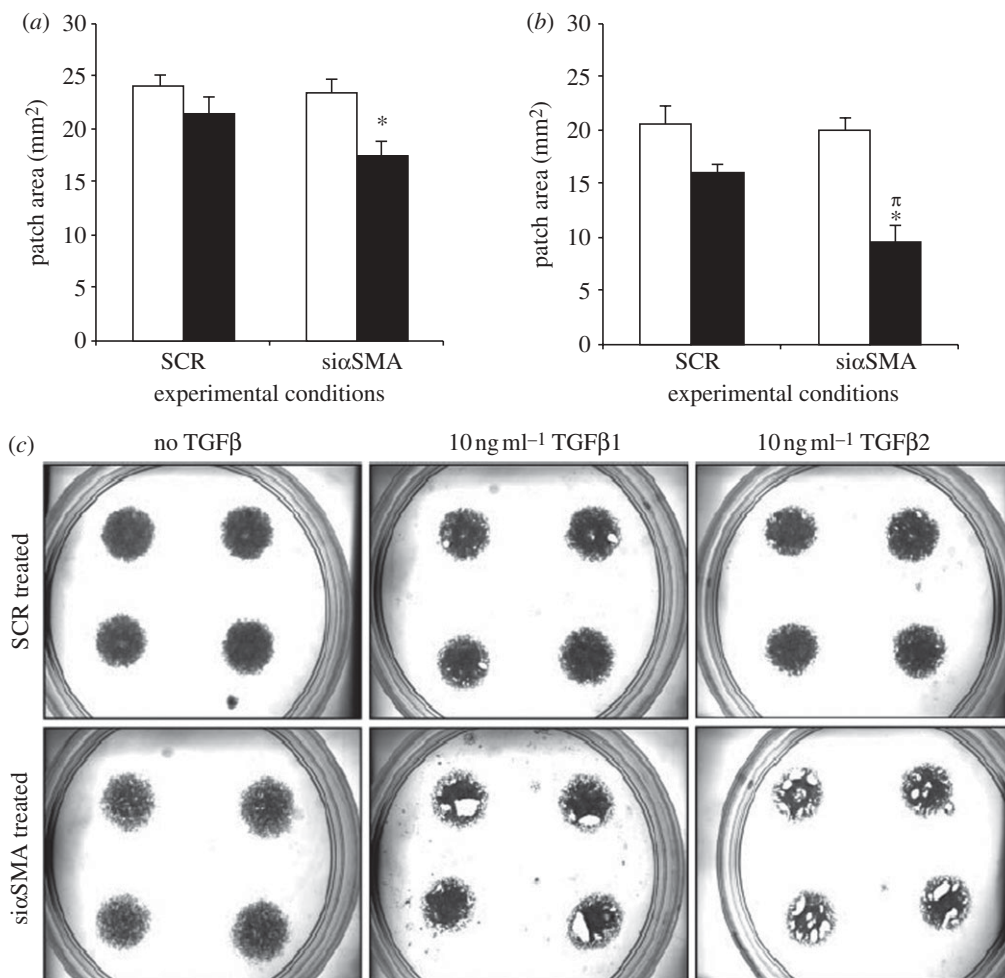 (a)
30
25
20
15
10
5
0
patch area (mm²)
*
SCR siαSMA
experimental conditions
(b)
30
25
20
15
10
5
0
patch area (mm²)
π
*
SCR siαSMA
experimental conditions
(c)
no TGFβ 10 ng ml⁻¹ TGFβ1 10 ng ml⁻¹ TGFβ2
SCR treated
siαSMA treated